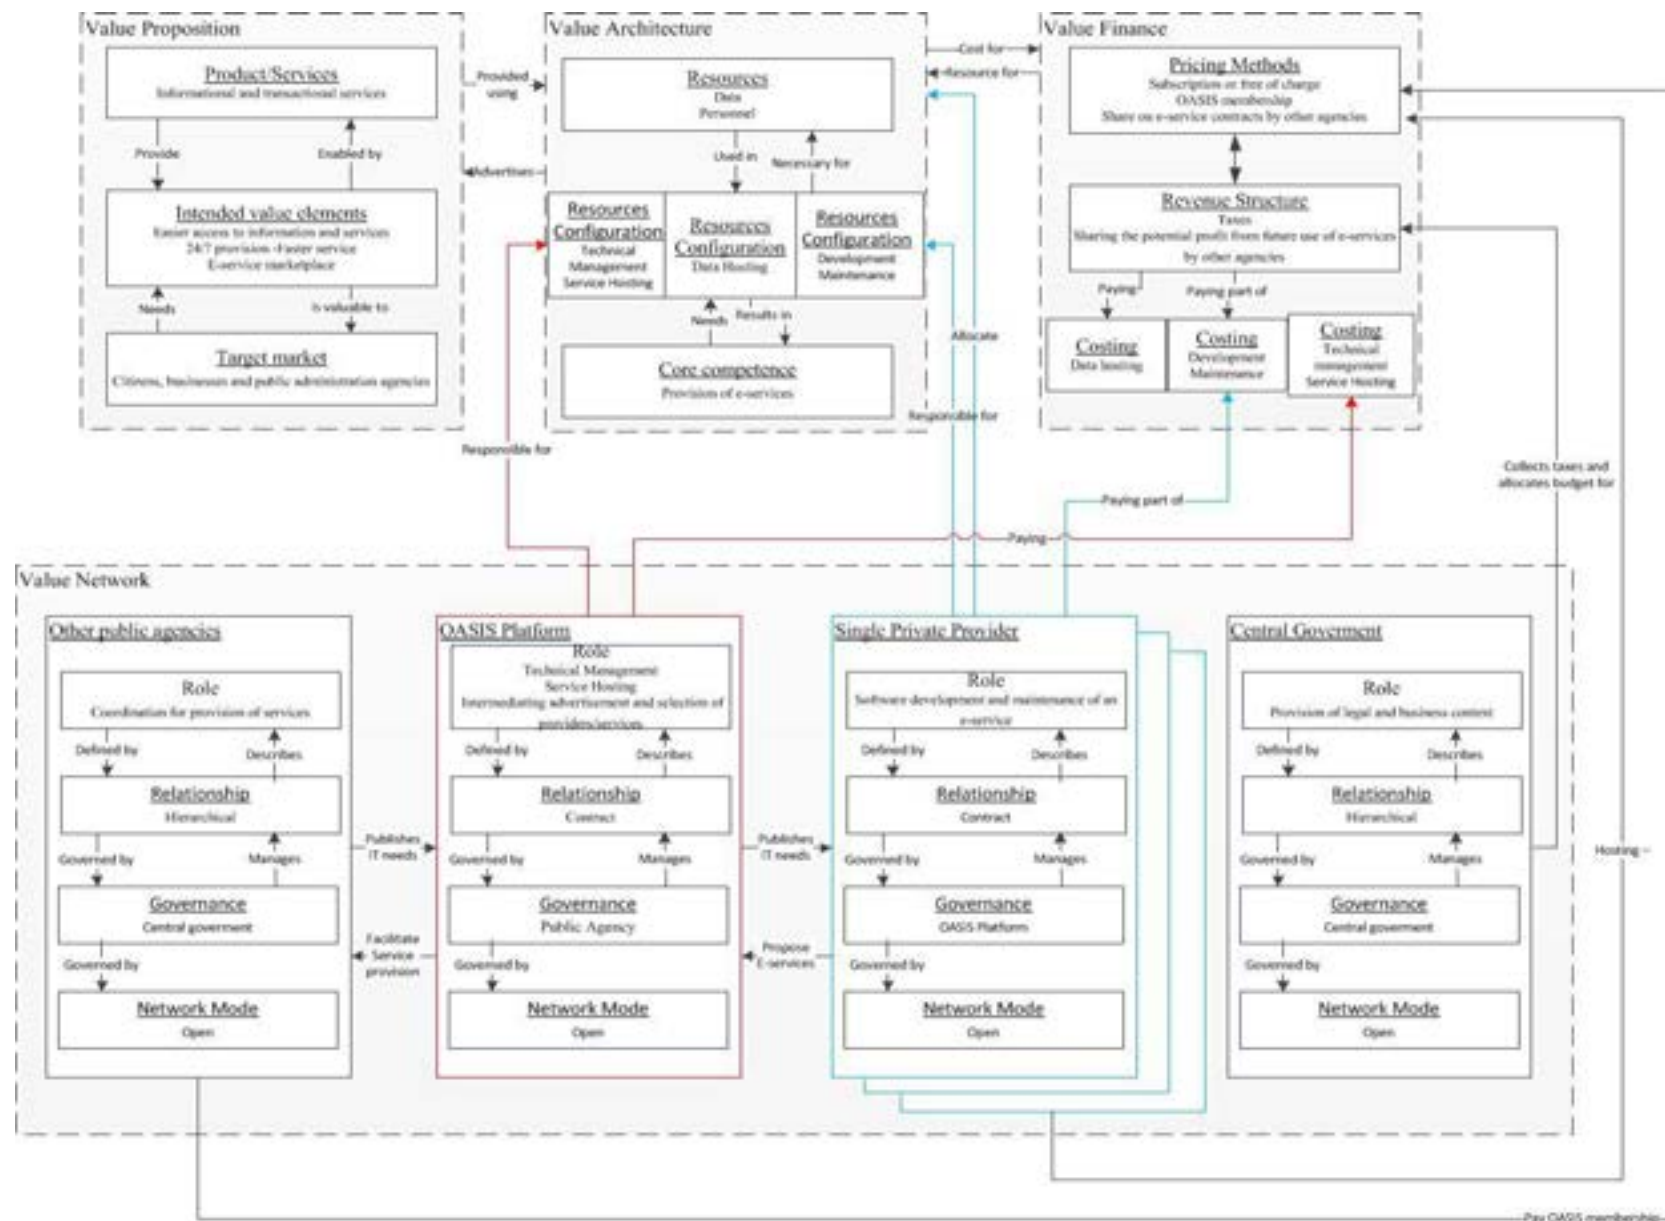 Value Proposition
Product/Services
Informational and transactional services
Provide
Enabled by
Intended value elements
Easier access to information and services
24/7 provision -Faster service
E-service marketplace
Needs
Is valuable to
Target market
Citizens, businesses and public administration agencies
Provided
using
Advertises
Value Architecture
Resources
Data
Personnel
Used in
Necessary for
Resources
Configuration
Technical
Management
Service Hosting
Resources
Configuration
Data Hosting
Resources
Configuration
Development
Maintenance
Needs
Results in
Core competence
Provision of e-services
Cost for
Resource for
Allocate
Responsible for
Responsible for
Value Finance
Pricing Methods
Subscription or free of charge
OASIS membership
Share on e-service contracts by other agencies
Revenue Structure
Taxes
Sharing the potential profit from future use of e-services
by other agencies
Paying
Paying part of
Costing
Data hosting
Costing
Development
Maintenance
Costing
Technical
management
Service Hosting
Paying part of
Paying
Collects taxes and
allocates budget for
Hosting
Value Network
Other public agencies
Role
Coordination for provision of services
Defined by
Describes
Relationship
Hierarchical
Governed by
Manages
Governance
Central goverment
Governed by
Network Mode
Open
Publishes
IT needs
Facilitate
Service
provision
OASIS Platform
Role
Technical Management
Service Hosting
Intermediating advertisement and selection of
providers/services
Defined by
Describes
Relationship
Contract
Governed by
Manages
Governance
Public Agency
Governed by
Network Mode
Open
Publishes
IT needs
Propose
E-services
Single Private Provider
Role
Software development and maintenance of an
e-service
Defined by
Describes
Relationship
Contract
Governed by
Manages
Governance
OASIS Platform
Governed by
Network Mode
Open
Central Goverment
Role
Provision of legal and business content
Defined by
Describes
Relationship
Hierarchical
Governed by
Manages
Governance
Central goverment
Governed by
Network Mode
Open
Pay OASIS membership